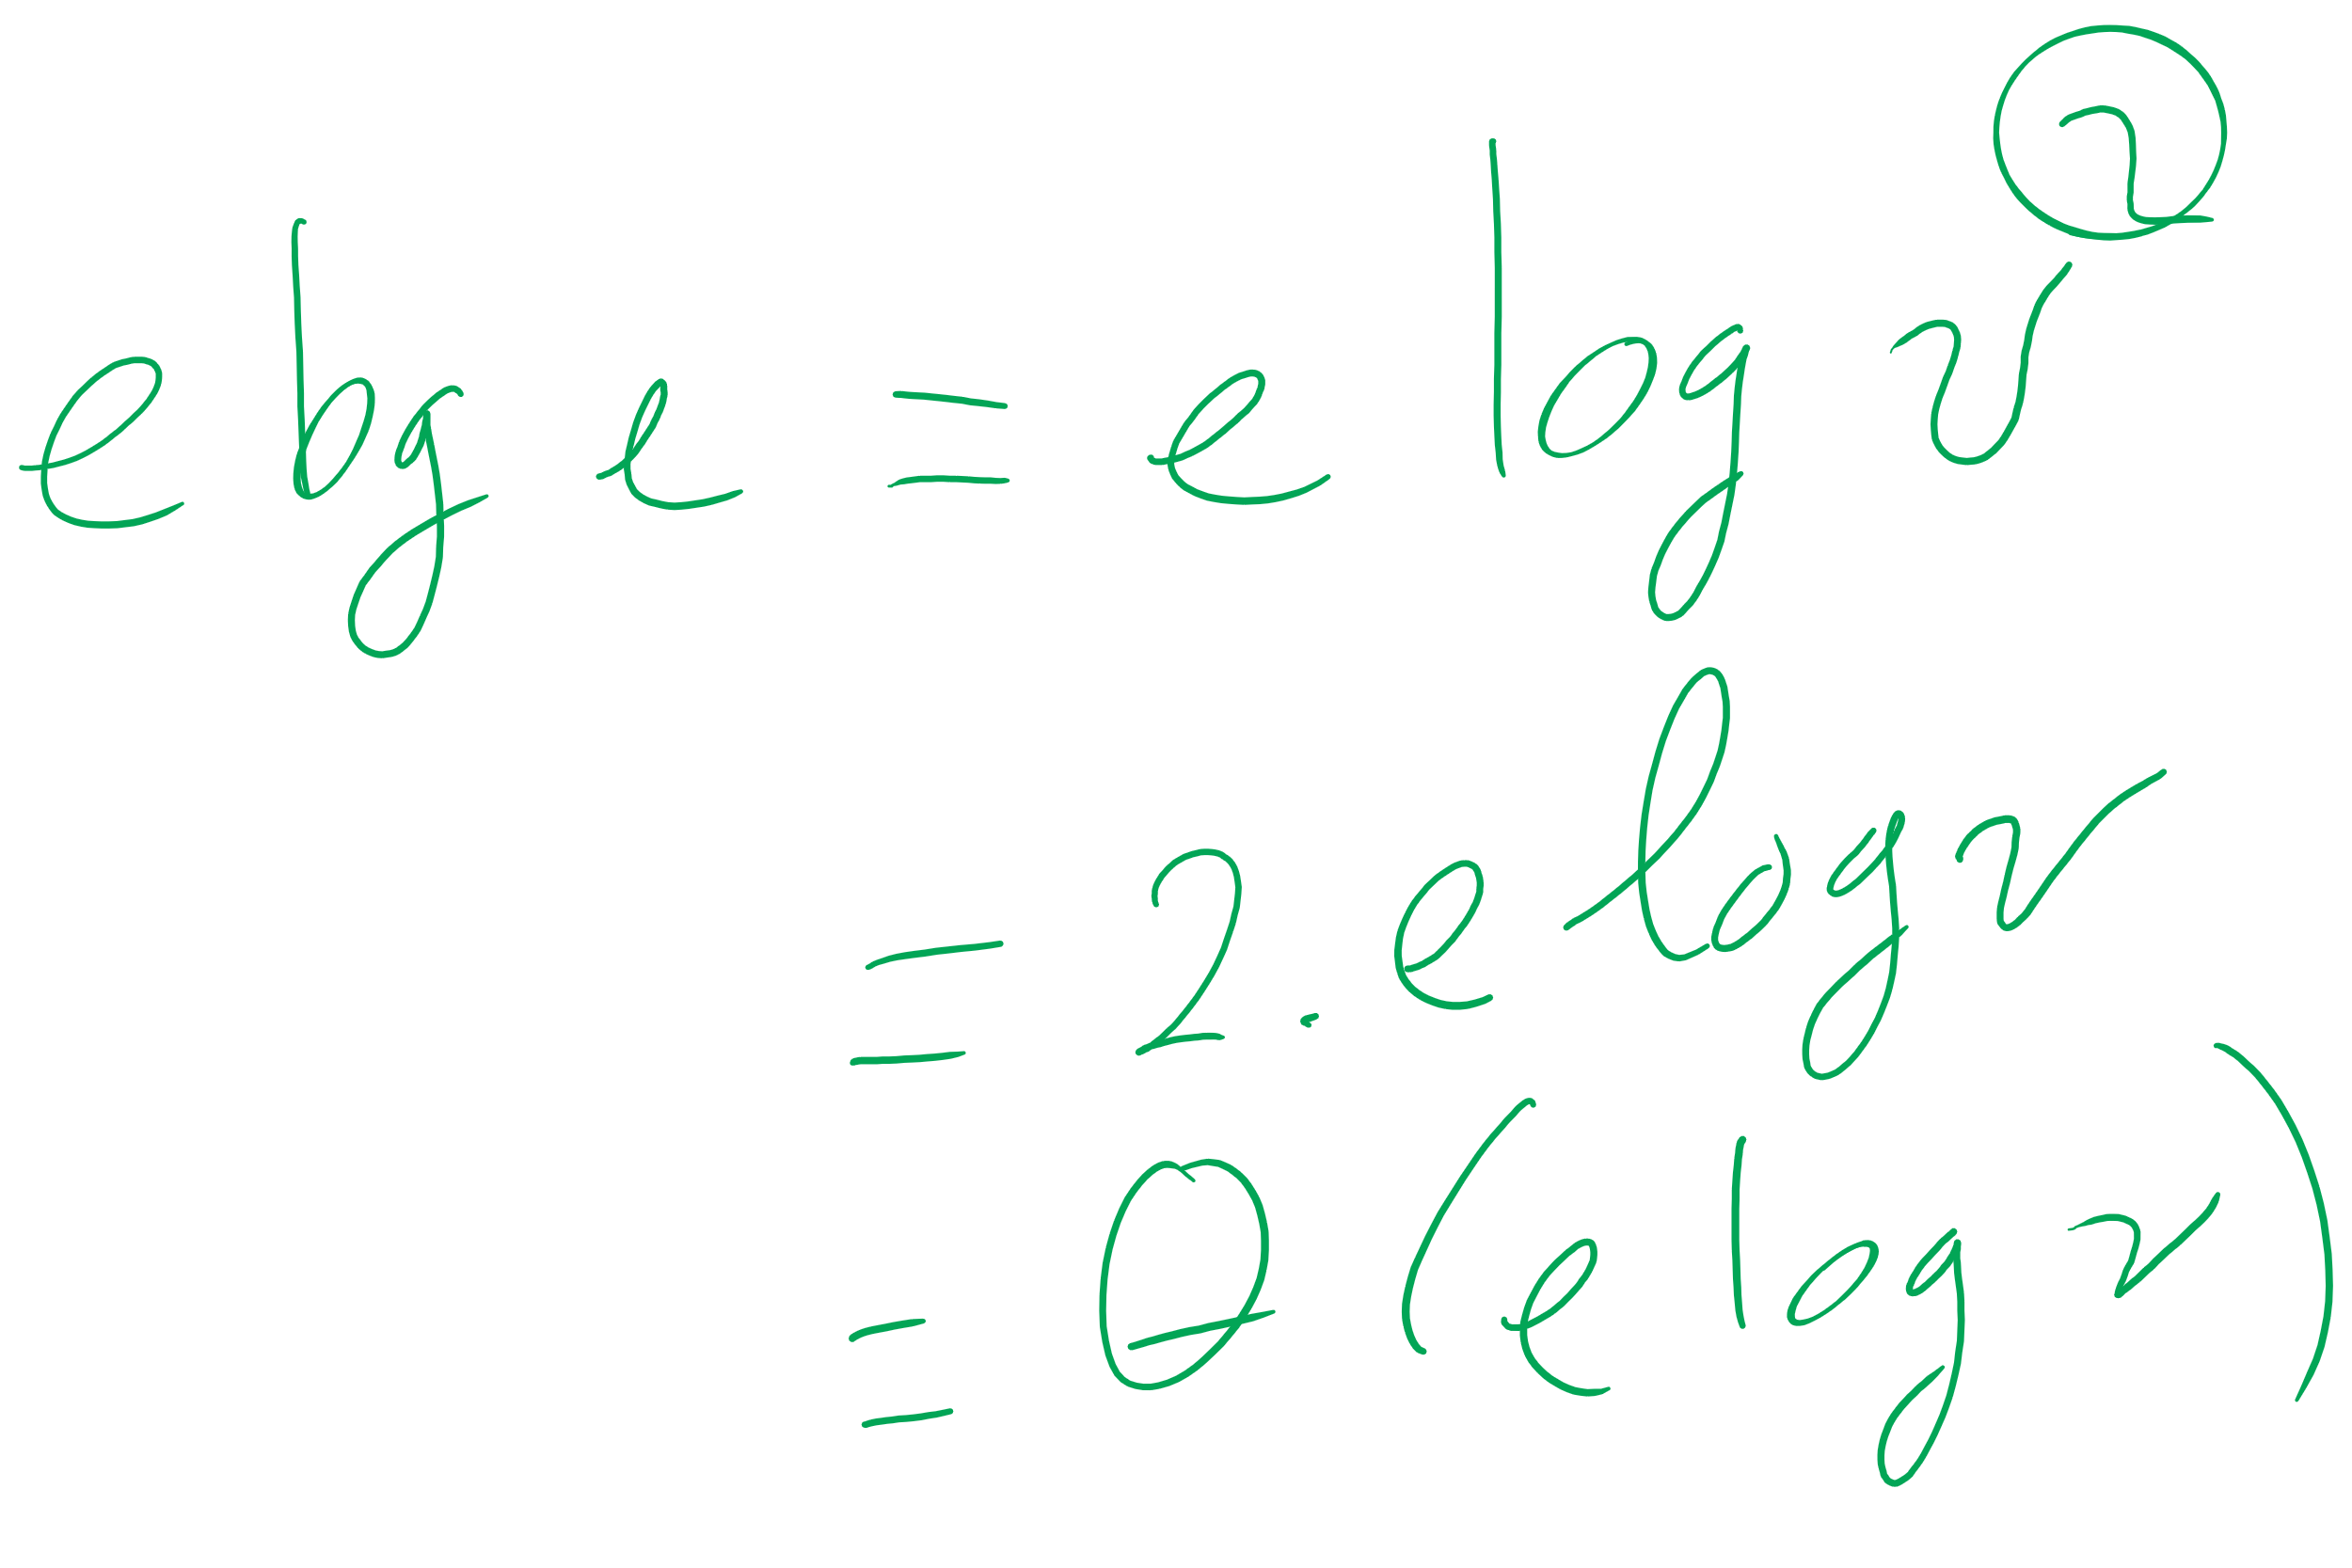 e log e = e log v²
= 2 · e log v
= Θ(e log v)